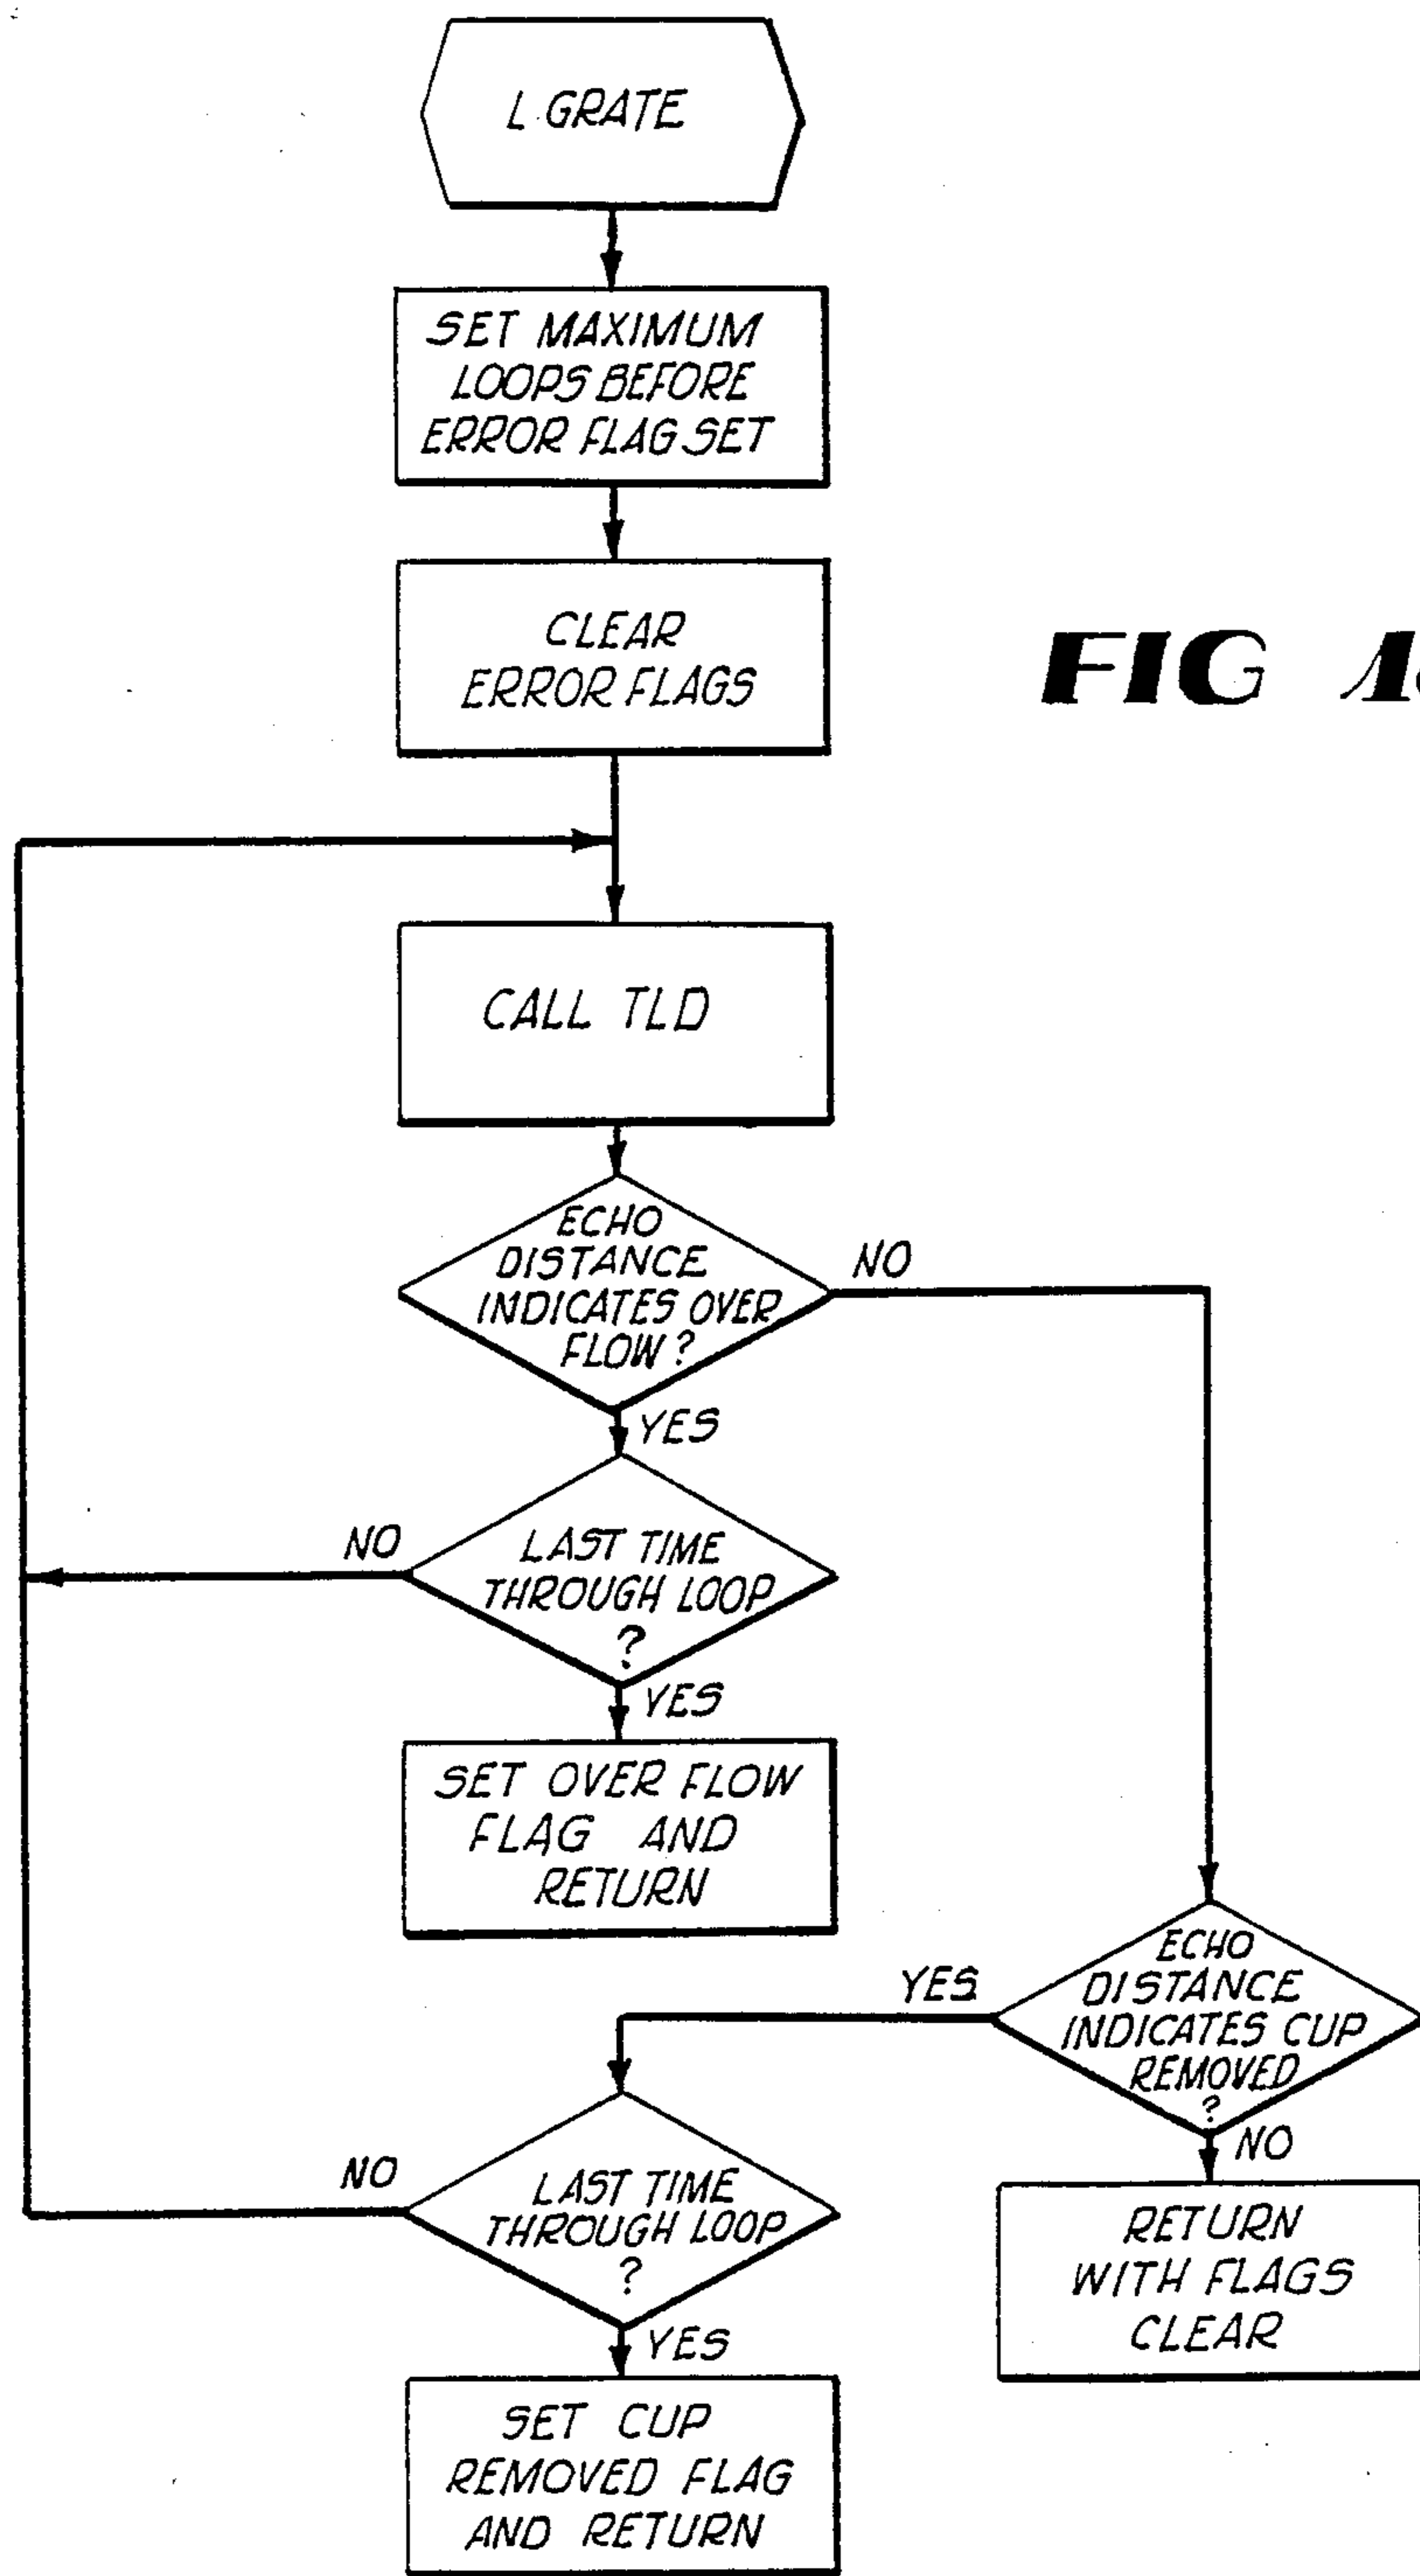 L GRATE
SET MAXIMUM
LOOPS BEFORE
ERROR FLAG SET
CLEAR
ERROR FLAGS
FIG
CALL TLD
ECHO
DISTANCE
INDICATES OVER
FLOW?
NO
YES
LAST TIME
THROUGH LOOP
?
NO
YES
SET OVER FLOW
FLAG AND
RETURN
ECHO
DISTANCE
INDICATES CUP
REMOVED
?
YES
NO
LAST TIME
THROUGH LOOP
?
NO
YES
RETURN
WITH FLAGS
CLEAR
SET CUP
REMOVED FLAG
AND RETURN